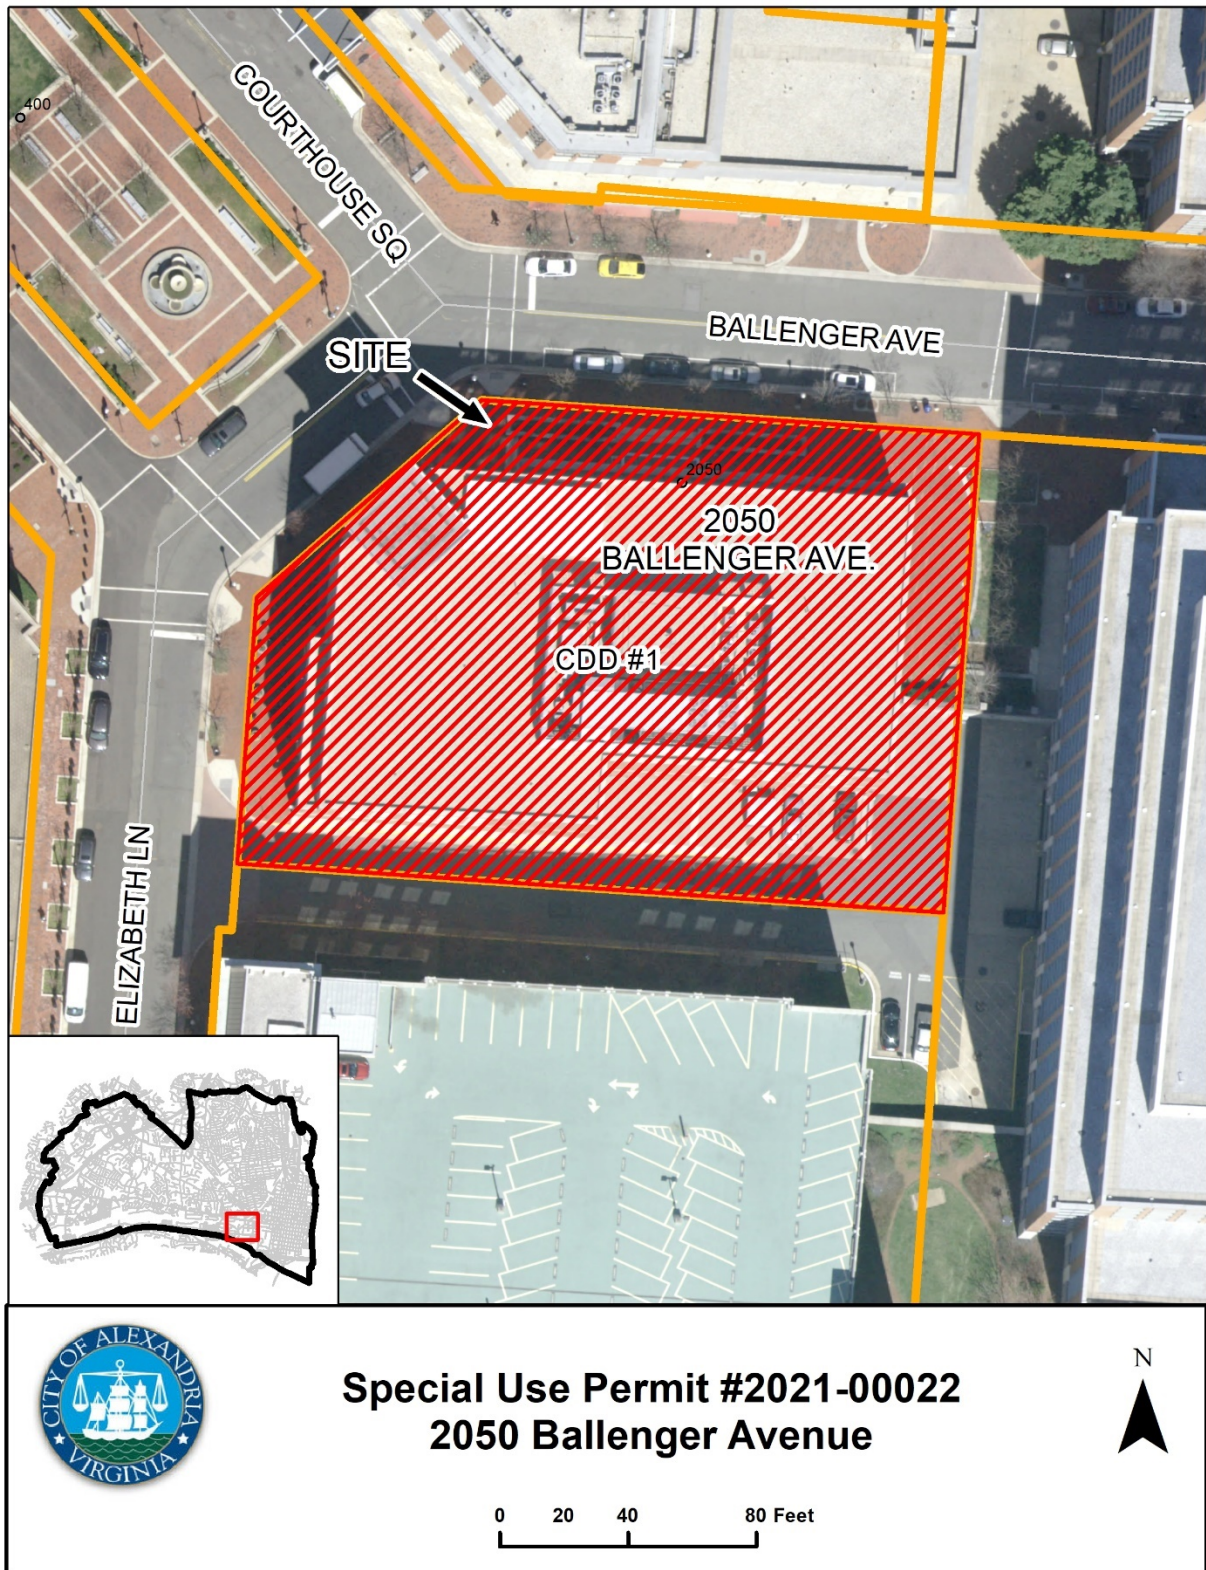 400
COURTHOUSE SQ
BALLENGER AVE
SITE
2050
2050
BALLENGER AVE.
CDD #1
ELIZABETH LN
CITY OF ALEXANDRIA
VIRGINIA
Special Use Permit #2021-00022
2050 Ballenger Avenue
N
0 20 40 80 Feet